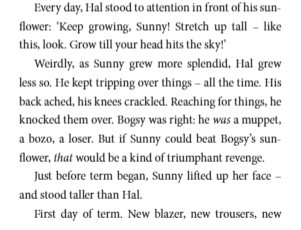 Every day, Hal stood to attention in front of his sun-
flower: ‘Keep growing, Sunny! Stretch up tall – like
this, look. Grow till your head hits the sky!’
Weirdly, as Sunny grew more splendid, Hal grew
less so. He kept tripping over things – all the time. His
back ached, his knees crackled. Reaching for things, he
knocked them over. Bogsy was right: he was a muppet,
a bozo, a loser. But if Sunny could beat Bogsy’s sun-
flower, that would be a kind of triumphant revenge.
Just before term began, Sunny lifted up her face –
and stood taller than Hal.
First day of term. New blazer, new trousers, new